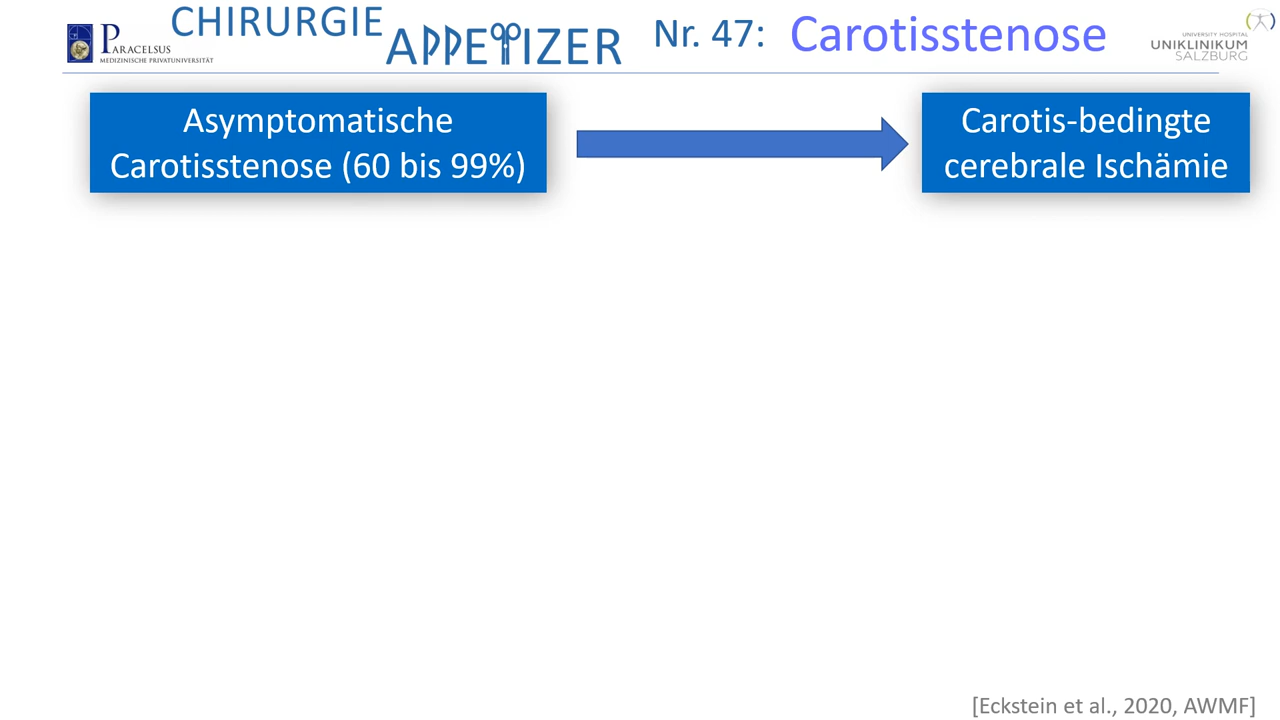 CHIRURGIE
APPETIZER
Nr. 47: Carotisstenose
PARACELSUS
MEDIZINISCHE PRIVATUNIVERSITÄT
UNIVERSITY HOSPITAL
UNIKLINIKUM
SALZBURG
Asymptomatische
Carotisstenose (60 bis 99%)
Carotis-bedingte
cerebrale Ischämie
[Eckstein et al., 2020, AWMF]